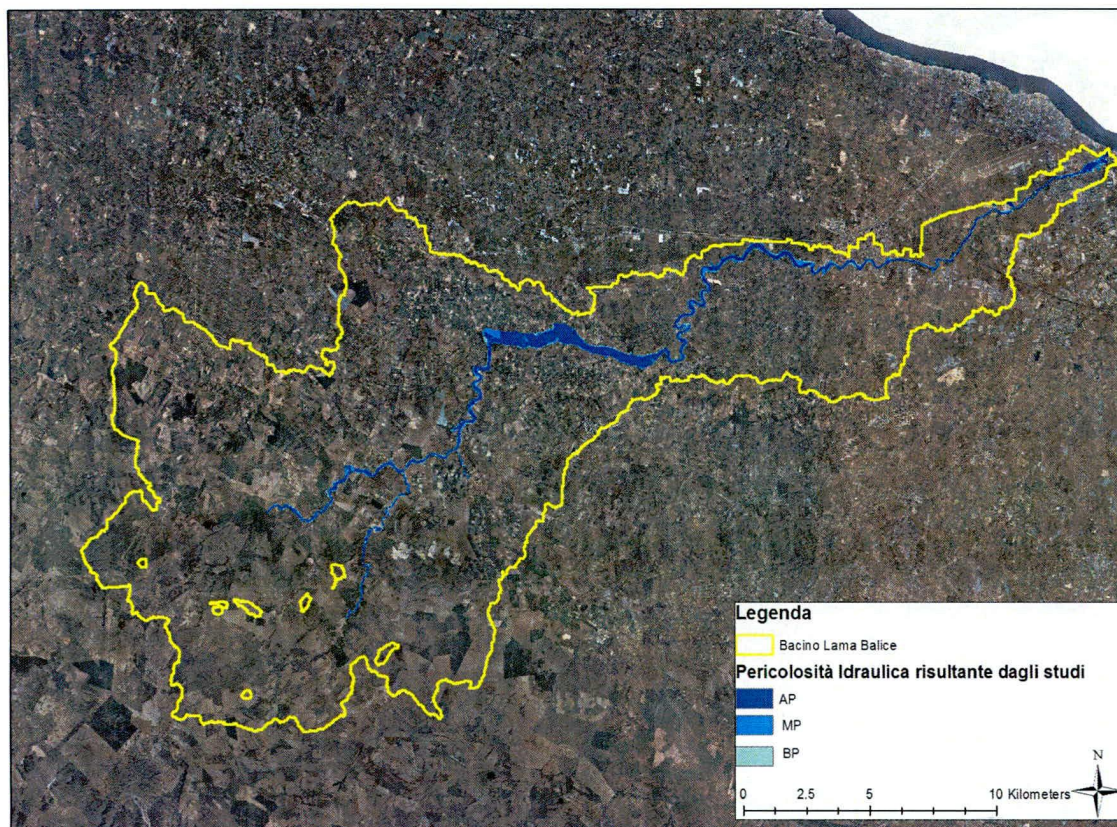 Legenda
Bacino Lama Balice
Pericolosità Idraulica risultante dagli studi
AP
MP
BP
N
0 2.5 5 10 Kilometers